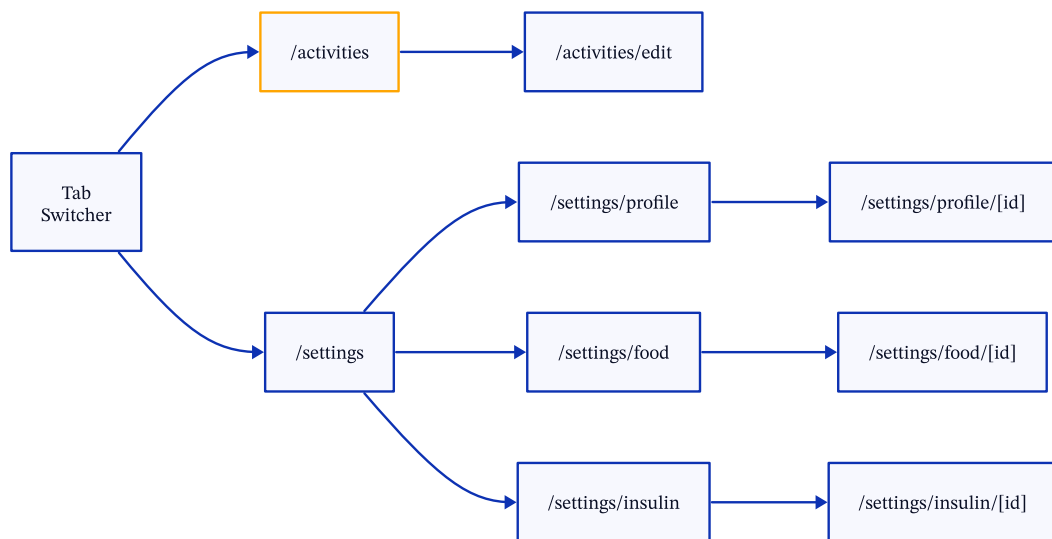 /activities
/activities/edit
Tab
Switcher
/settings/profile
/settings/profile/[id]
/settings
/settings/food
/settings/food/[id]
/settings/insulin
/settings/insulin/[id]